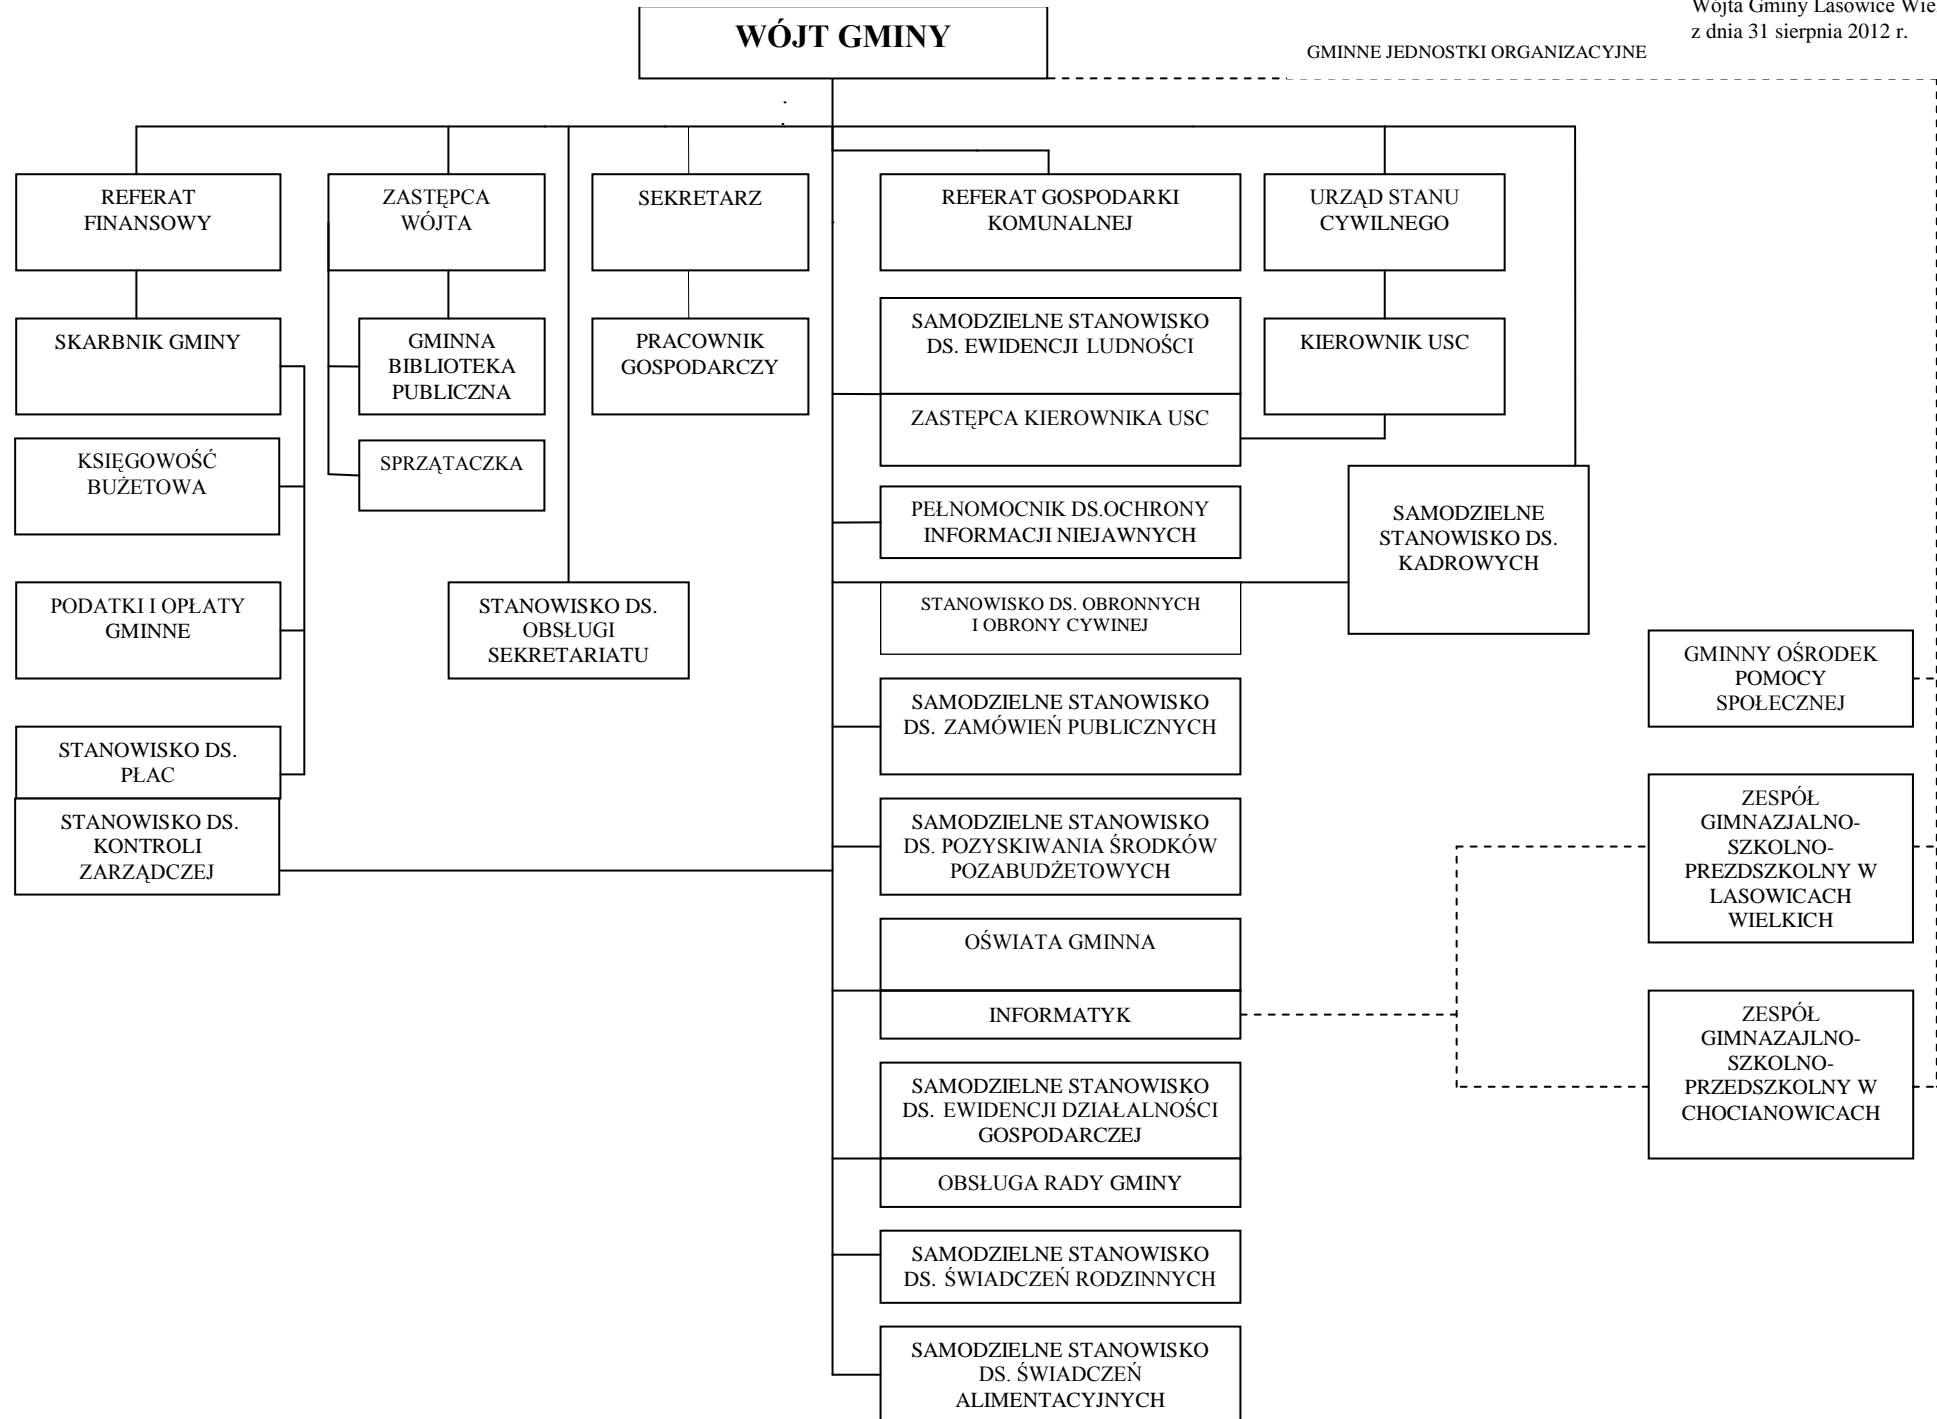 Wójta Gminy Lasowice Wie
z dnia 31 sierpnia 2012 r.
WÓJT GMINY
GMINNE JEDNOSTKI ORGANIZACYJNE
REFERAT
FINANSOWY
ZASTĘPCA
WÓJTA
SEKRETARZ
REFERAT GOSPODARKI
KOMUNALNEJ
URZĄD STANU
CYWILNEGO
SKARBNIK GMINY
GMINNA
BIBLIOTEKA
PUBLICZNA
PRACOWNIK
GOSPODARCZY
SAMODZIELNE STANOWISKO
DS. EWIDENCJI LUDNOŚCI
KIEROWNIK USC
ZASTĘPCA KIEROWNIKA USC
KSIĘGOWOŚĆ
BUŻETOWA
SPRZĄTACZKA
PEŁNOMOCNIK DS.OCHRONY
INFORMACJI NIEJAWNYCH
SAMODZIELNE
STANOWISKO DS.
KADROWYCH
PODATKI I OPŁATY
GMINNE
STANOWISKO DS.
OBSŁUGI
SEKRETARIATU
STANOWISKO DS. OBRONNYCH
I OBRONY CYWINEJ
GMINNY OŚRODEK
POMOCY
SPOŁECZNEJ
SAMODZIELNE STANOWISKO
DS. ZAMÓWIEŃ PUBLICZNYCH
STANOWISKO DS.
PŁAC
STANOWISKO DS.
KONTROLI
ZARZĄDCZEJ
SAMODZIELNE STANOWISKO
DS. POZYSKIWANIA ŚRODKÓW
POZABUDŻETOWYCH
ZESPÓŁ
GIMNAZJALNO-
SZKOLNO-
PREZDSZKOLNY W
LASOWICACH
WIELKICH
OŚWIATA GMINNA
INFORMATYK
ZESPÓŁ
GIMNAZAJLNO-
SZKOLNO-
PRZEDSZKOLNY W
CHOCIANOWICACH
SAMODZIELNE STANOWISKO
DS. EWIDENCJI DZIAŁALNOŚCI
GOSPODARCZEJ
OBSŁUGA RADY GMINY
SAMODZIELNE STANOWISKO
DS. ŚWIADCZEŃ RODZINNYCH
SAMODZIELNE STANOWISKO
DS. ŚWIADCZEŃ
ALIMENTACYJNYCH